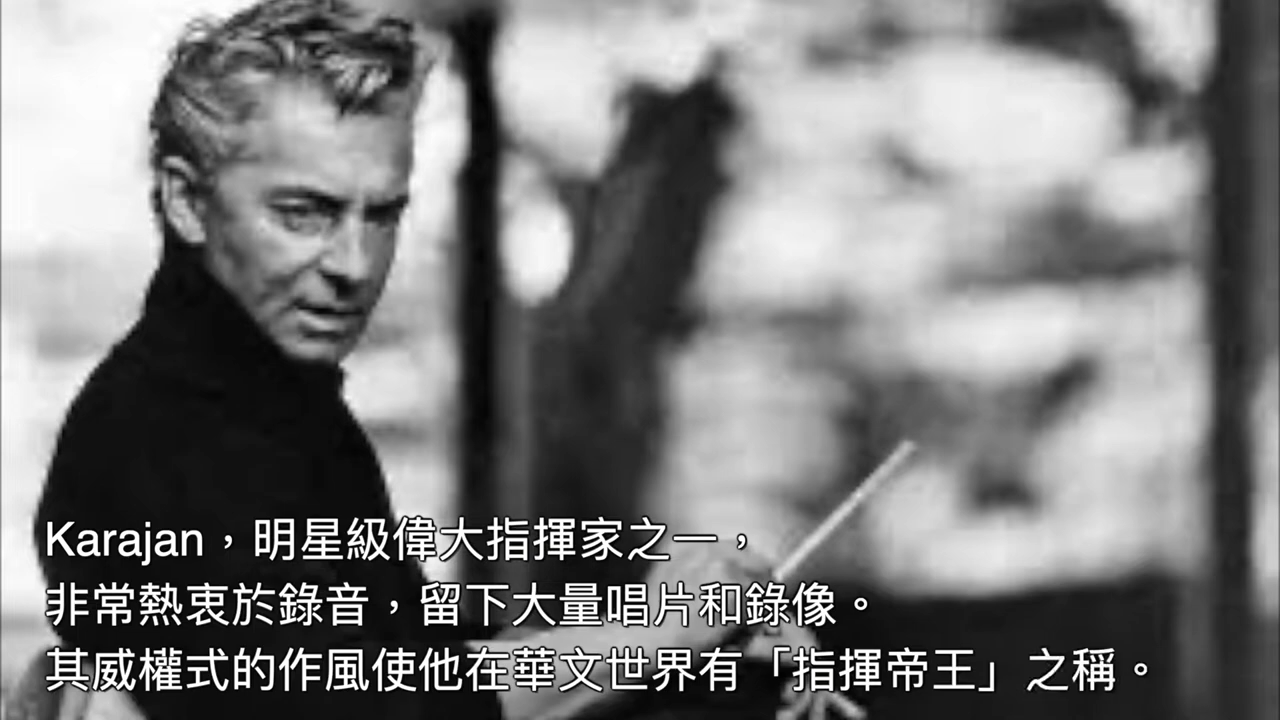 Karajan，明星級偉大指揮家之一，
非常熱衷於錄音，留下大量唱片和錄像。
其威權式的作風使他在華文世界有「指揮帝王」之稱。